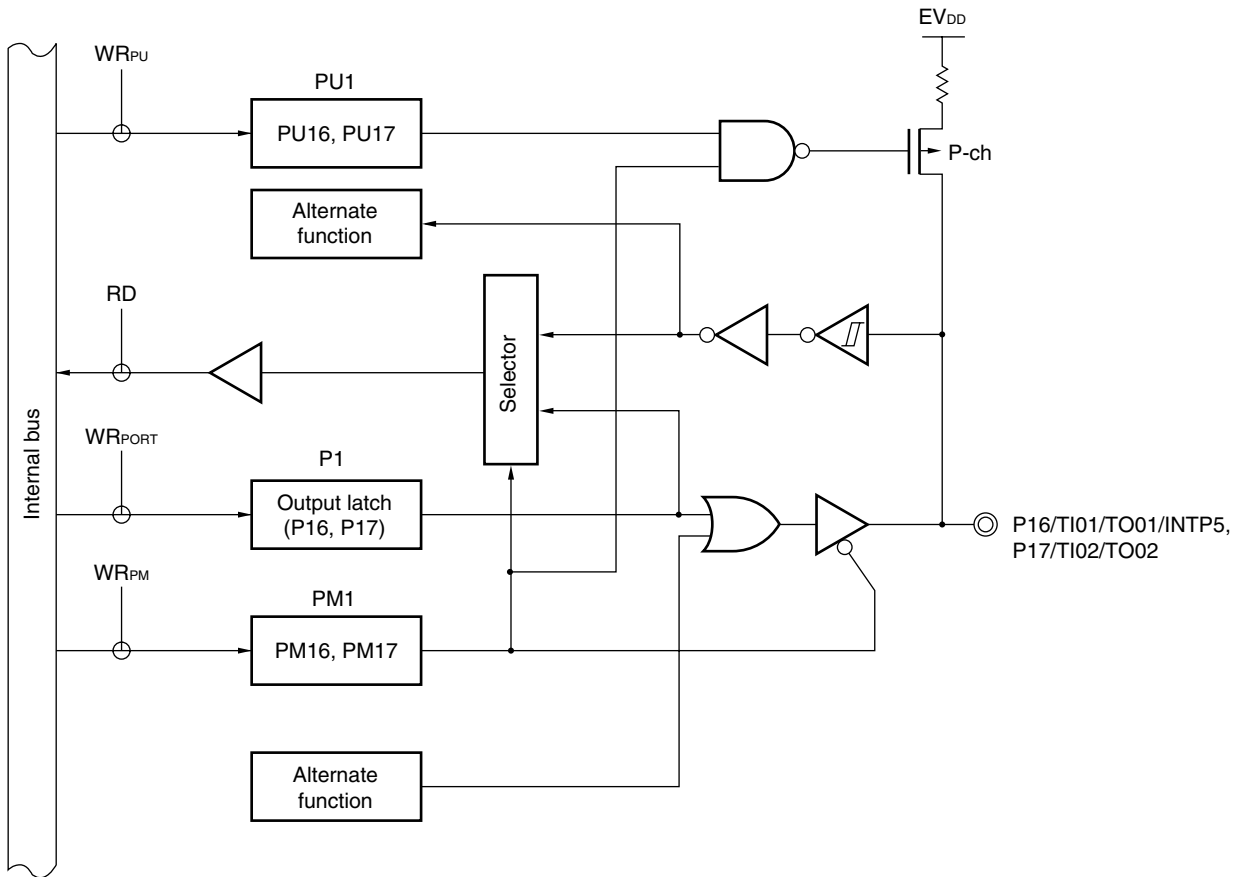 EVDD
WRPU
PU1
PU16, PU17
P-ch
Alternate
function
RD
Selector
Internal bus
WRPORT
P1
Output latch
(P16, P17)
P16/TI01/TO01/INTP5,
P17/TI02/TO02
WRPM
PM1
PM16, PM17
Alternate
function